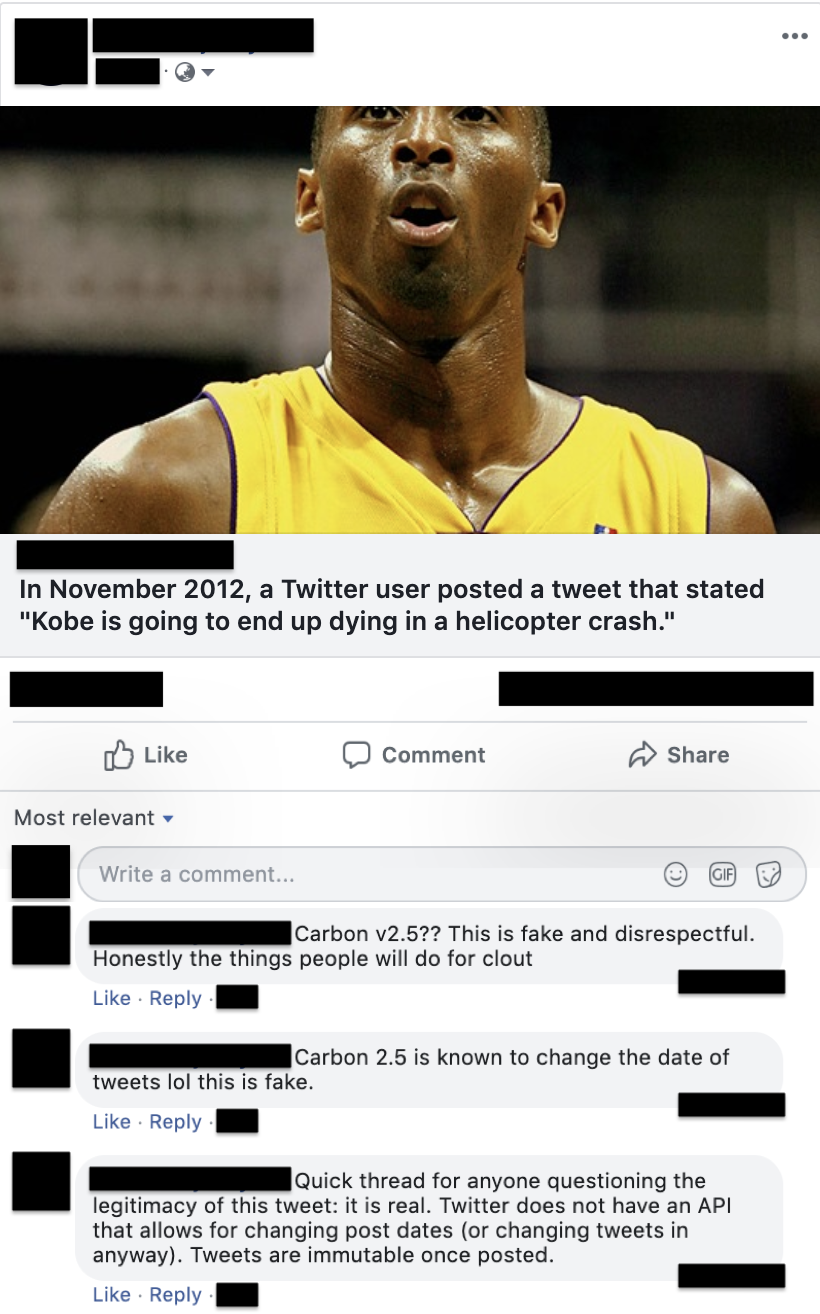 In November 2012, a Twitter user posted a tweet that stated
"Kobe is going to end up dying in a helicopter crash."
Like
Comment
Share
Most relevant
Write a comment...
GIF
Carbon v2.5?? This is fake and disrespectful.
Honestly the things people will do for clout
Like · Reply ·
Carbon 2.5 is known to change the date of
tweets lol this is fake.
Like · Reply ·
Quick thread for anyone questioning the
legitimacy of this tweet: it is real. Twitter does not have an API
that allows for changing post dates (or changing tweets in
anyway). Tweets are immutable once posted.
Like · Reply ·